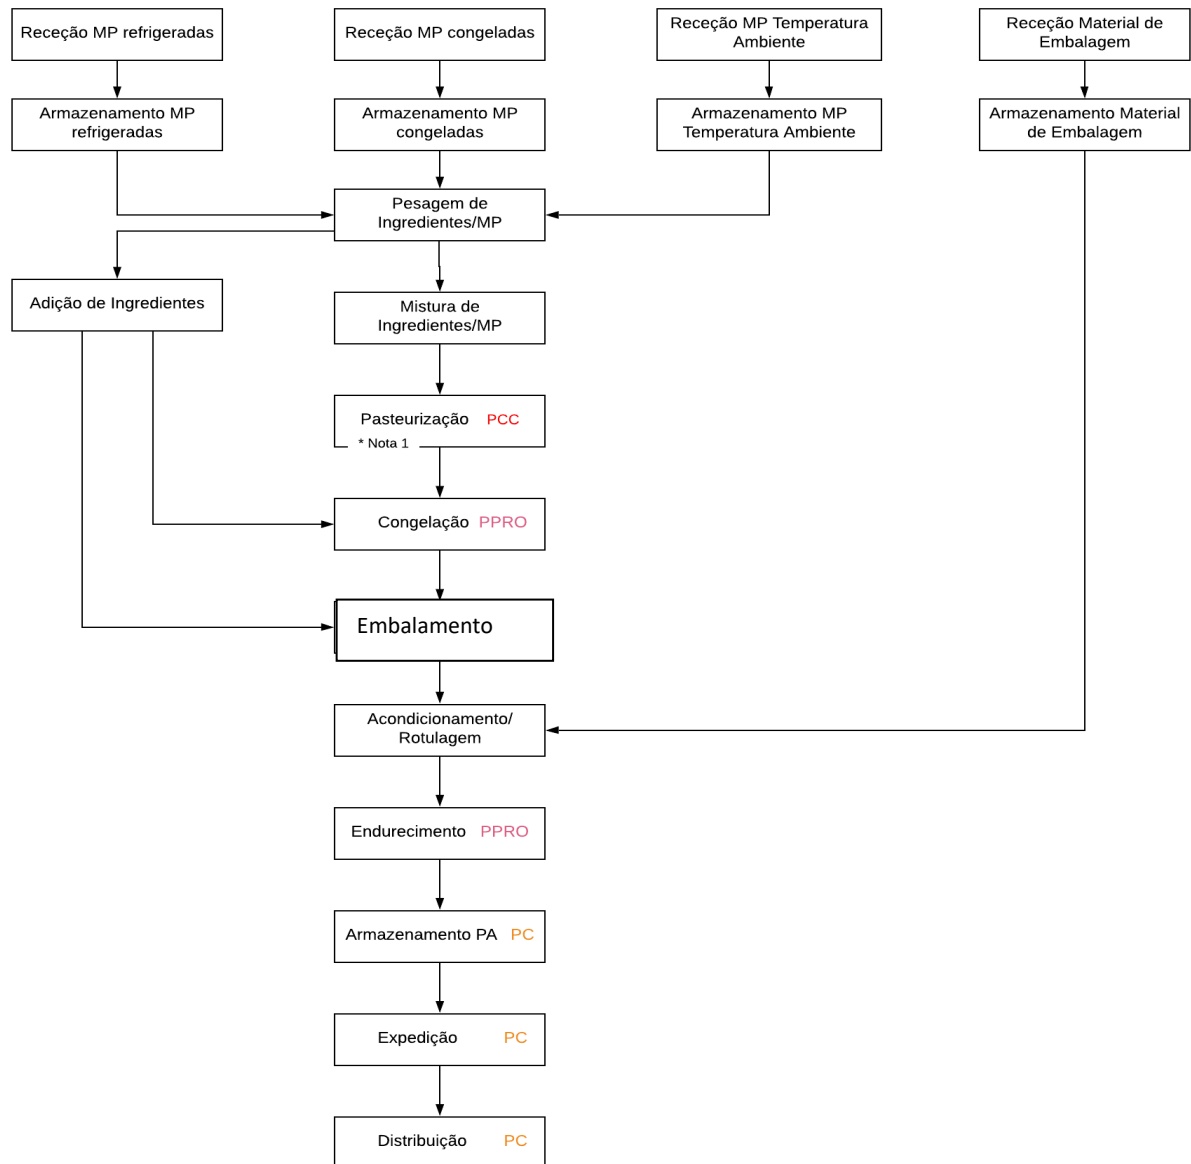 Receção MP refrigeradas
Receção MP congeladas
Receção MP Temperatura
Ambiente
Receção Material de
Embalagem
Armazenamento MP
refrigeradas
Armazenamento MP
congeladas
Armazenamento MP
Temperatura Ambiente
Armazenamento Material
de Embalagem
Pesagem de
Ingredientes/MP
Adição de Ingredientes
Mistura de
Ingredientes/MP
Pasteurização PCC
* Nota 1
Congelação PPRO
Embalamento
Acondicionamento/
Rotulagem
Endurecimento PPRO
Armazenamento PA PC
Expedição PC
Distribuição PC